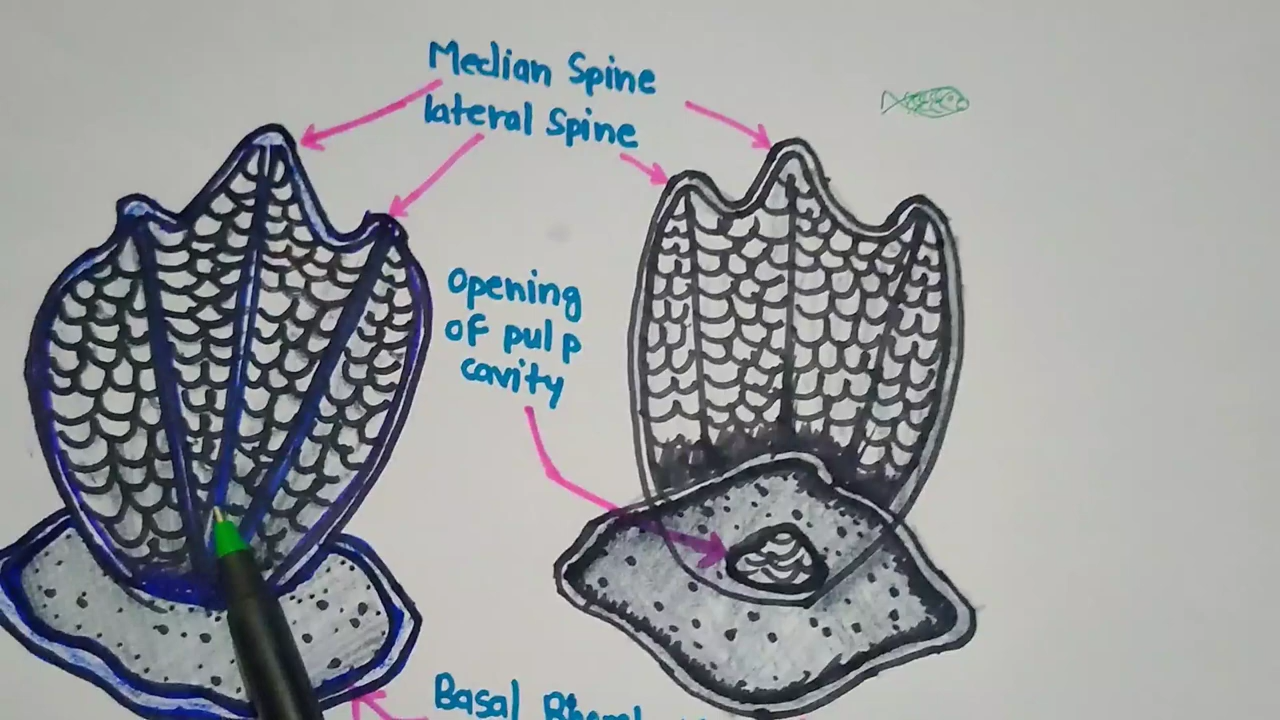 Median Spine
lateral Spine
Opening
of pulp
cavity
Basal